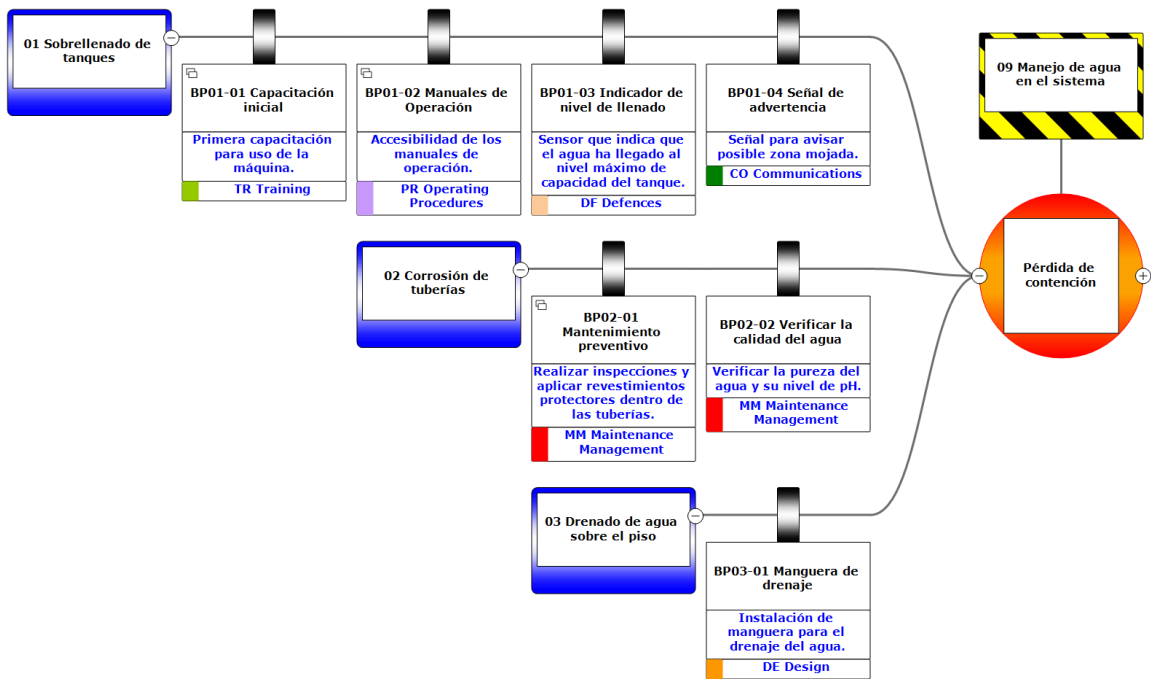 01 Sobrellenado de
tanques
BP01-01 Capacitación
inicial
Primera capacitación
para uso de la
máquina.
TR Training
BP01-02 Manuales de
Operación
Accesibilidad de los
manuales de
operación.
PR Operating
Procedures
BP01-03 Indicador de
nivel de llenado
Sensor que indica que
el agua ha llegado al
nivel máximo de
capacidad del tanque.
DF Defences
BP01-04 Señal de
advertencia
Señal para avisar
posible zona mojada.
CO Communications
09 Manejo de agua
en el sistema
Pérdida de
contención
02 Corrosión de
tuberías
BP02-01
Mantenimiento
preventivo
Realizar inspecciones y
aplicar revestimientos
protectores dentro de
las tuberías.
MM Maintenance
Management
BP02-02 Verificar la
calidad del agua
Verificar la pureza del
agua y su nivel de pH.
MM Maintenance
Management
03 Drenado de agua
sobre el piso
BP03-01 Manguera de
drenaje
Instalación de
manguera para el
drenaje del agua.
DE Design